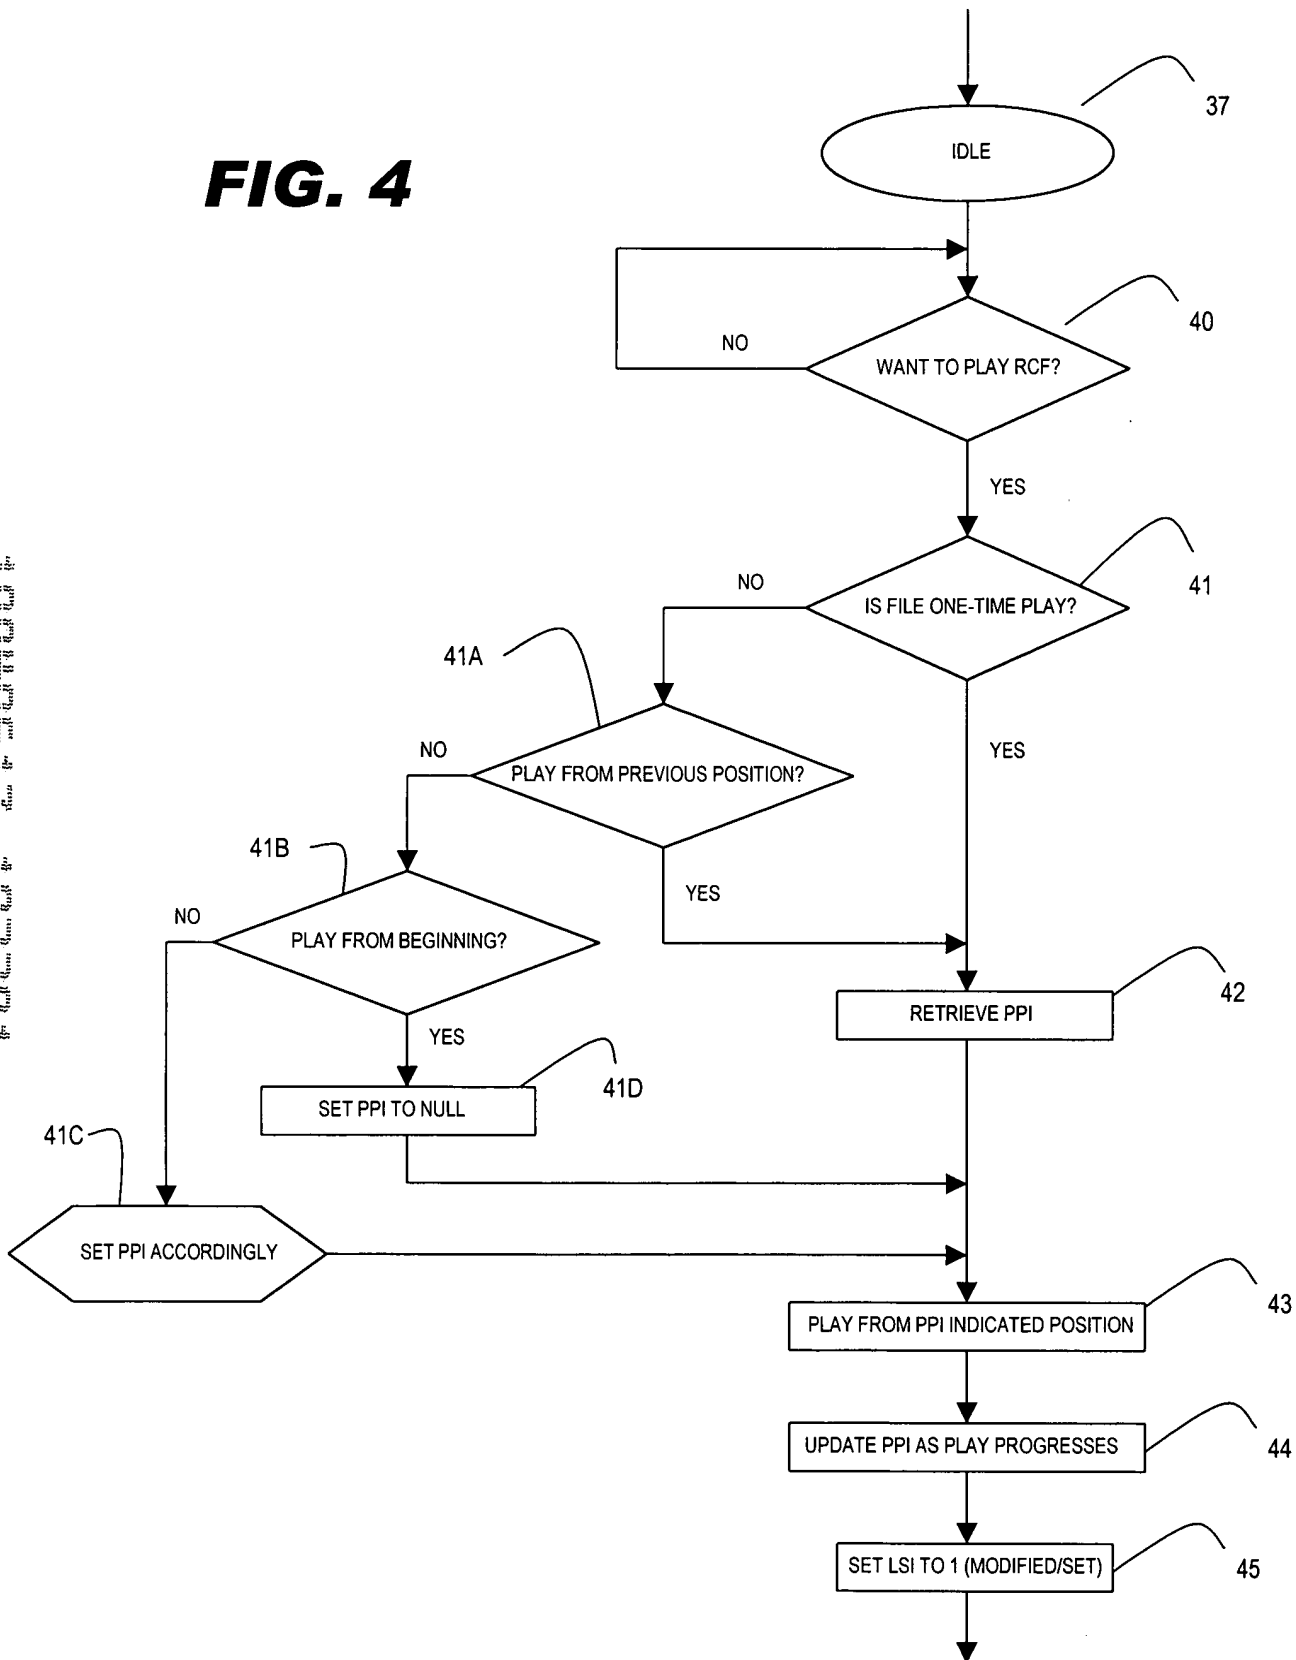 FIG. 4
37
IDLE
40
NO
WANT TO PLAY RCF?
YES
41
NO
IS FILE ONE-TIME PLAY?
41A
YES
NO
PLAY FROM PREVIOUS POSITION?
41B
YES
NO
PLAY FROM BEGINNING?
42
RETRIEVE PPI
YES
41D
SET PPI TO NULL
41C
SET PPI ACCORDINGLY
43
PLAY FROM PPI INDICATED POSITION
UPDATE PPI AS PLAY PROGRESSES
44
SET LSI TO 1 (MODIFIED/SET)
45